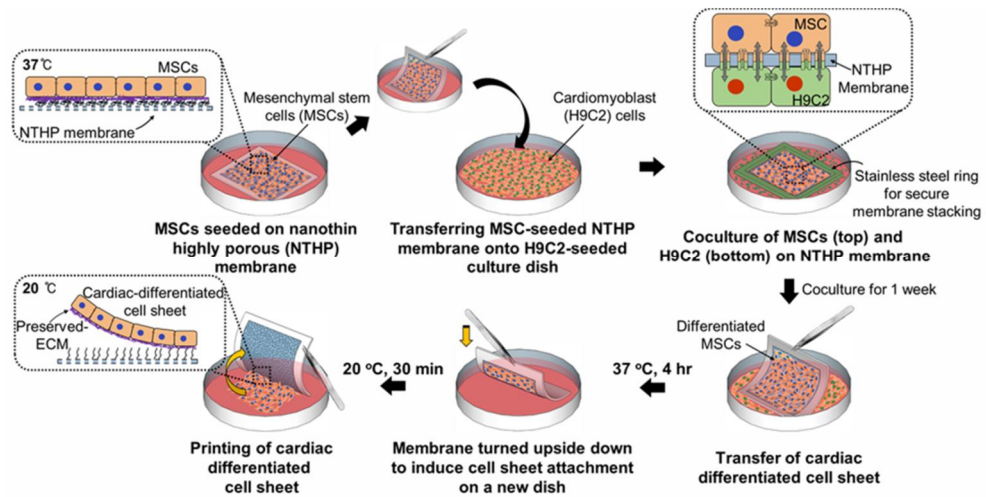 37 ℃
MSCs
NTHP membrane
Mesenchymal stem
cells (MSCs)
MSCs seeded on nanothin
highly porous (NTHP)
membrane
Cardiomyoblast
(H9C2) cells
Transferring MSC-seeded NTHP
membrane onto H9C2-seeded
culture dish
MSC
NTHP
Membrane
H9C2
Stainless steel ring
for secure
membrane stacking
Coculture of MSCs (top) and
H9C2 (bottom) on NTHP membrane
Coculture for 1 week
Differentiated
MSCs
Transfer of cardiac
differentiated cell sheet
37 ºC, 4 hr
Membrane turned upside down
to induce cell sheet attachment
on a new dish
20 ºC, 30 min
20 ℃
Cardiac-differentiated
cell sheet
Preserved-
ECM
Printing of cardiac
differentiated
cell sheet